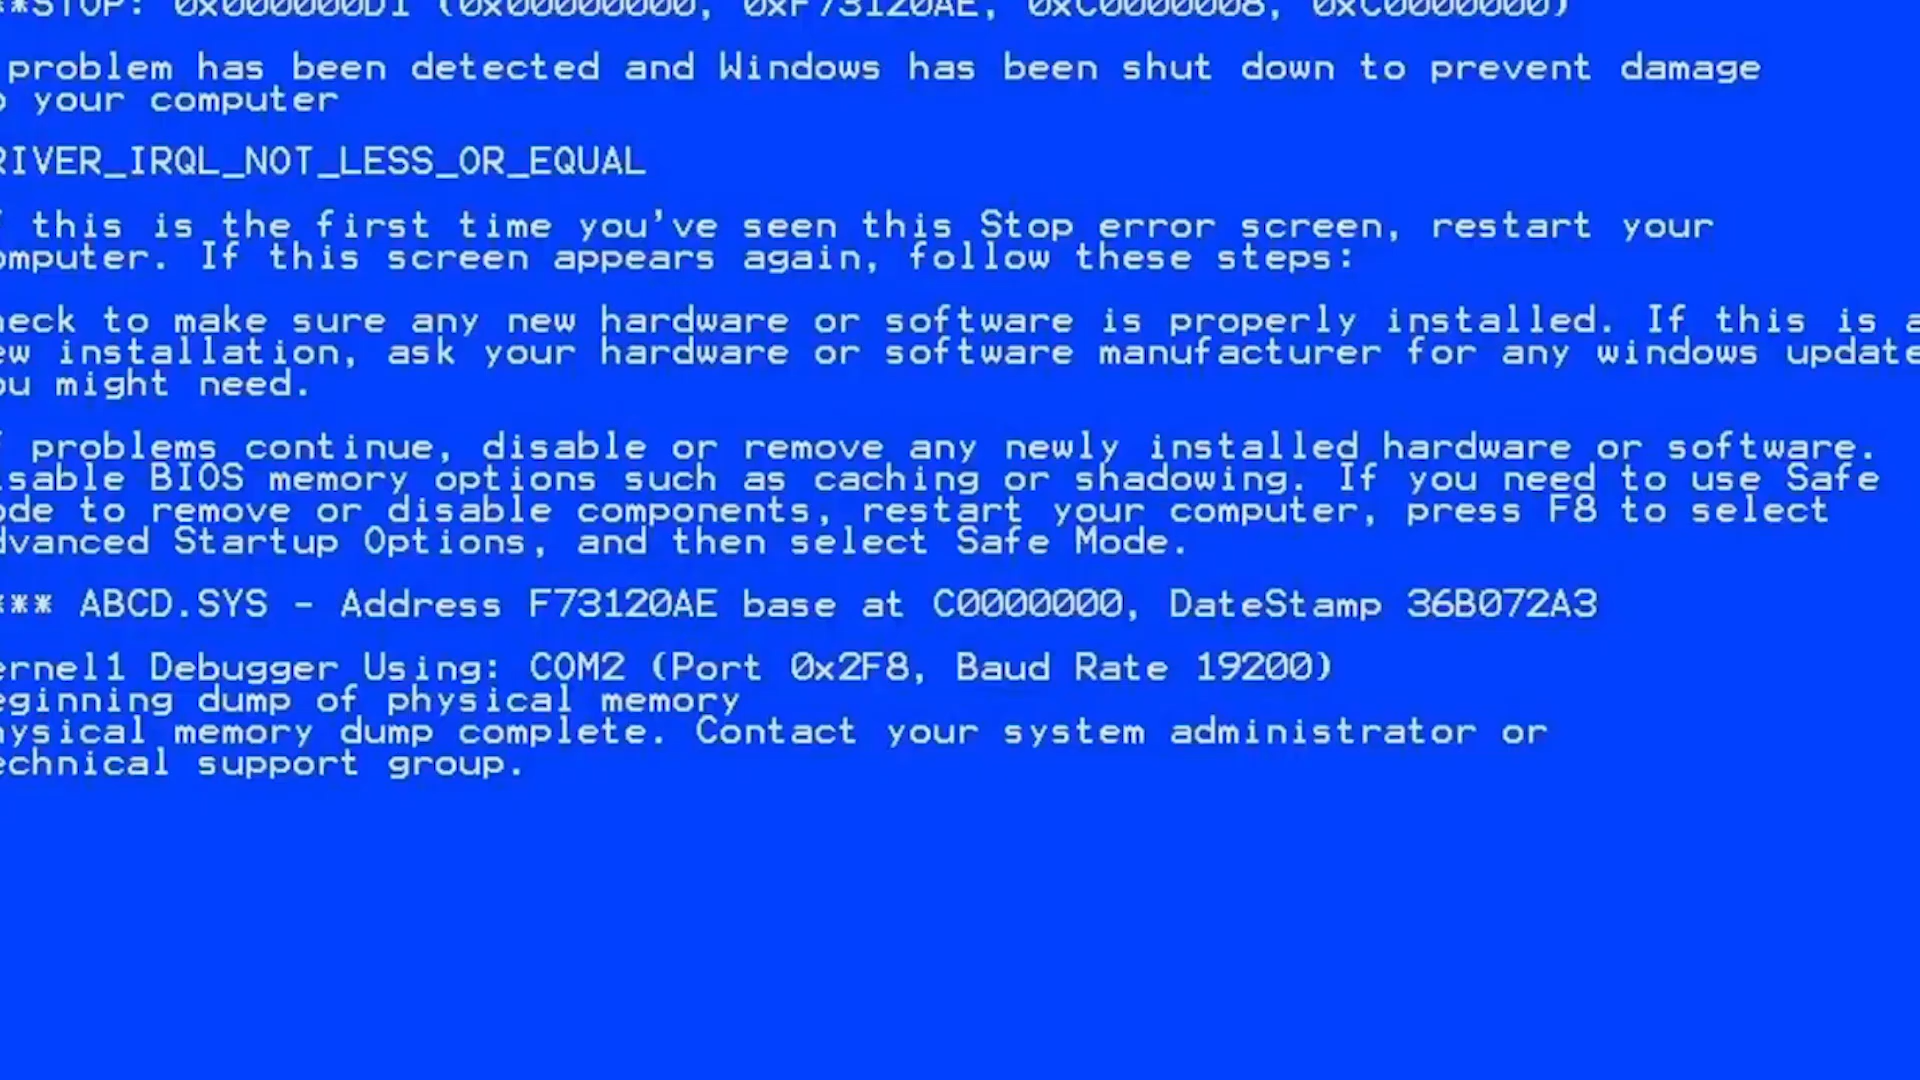 **STOP: 0x000000D1 (0x00000000, 0xF73120AE, 0xC0000008, 0xC0000000)
problem has been detected and Windows has been shut down to prevent damage
o your computer
RIVER_IRQL_NOT_LESS_OR_EQUAL
f this is the first time you've seen this Stop error screen, restart your
omputer. If this screen appears again, follow these steps:
heck to make sure any new hardware or software is properly installed. If this is a
ew installation, ask your hardware or software manufacturer for any windows update
ou might need.
f problems continue, disable or remove any newly installed hardware or software.
isable BIOS memory options such as caching or shadowing. If you need to use Safe
ode to remove or disable components, restart your computer, press F8 to select
dvanced Startup Options, and then select Safe Mode.
*** ABCD.SYS - Address F73120AE base at C0000000, DateStamp 36B072A3
ernel1 Debugger Using: COM2 (Port 0x2F8, Baud Rate 19200)
eginning dump of physical memory
hysical memory dump complete. Contact your system administrator or
echnical support group.